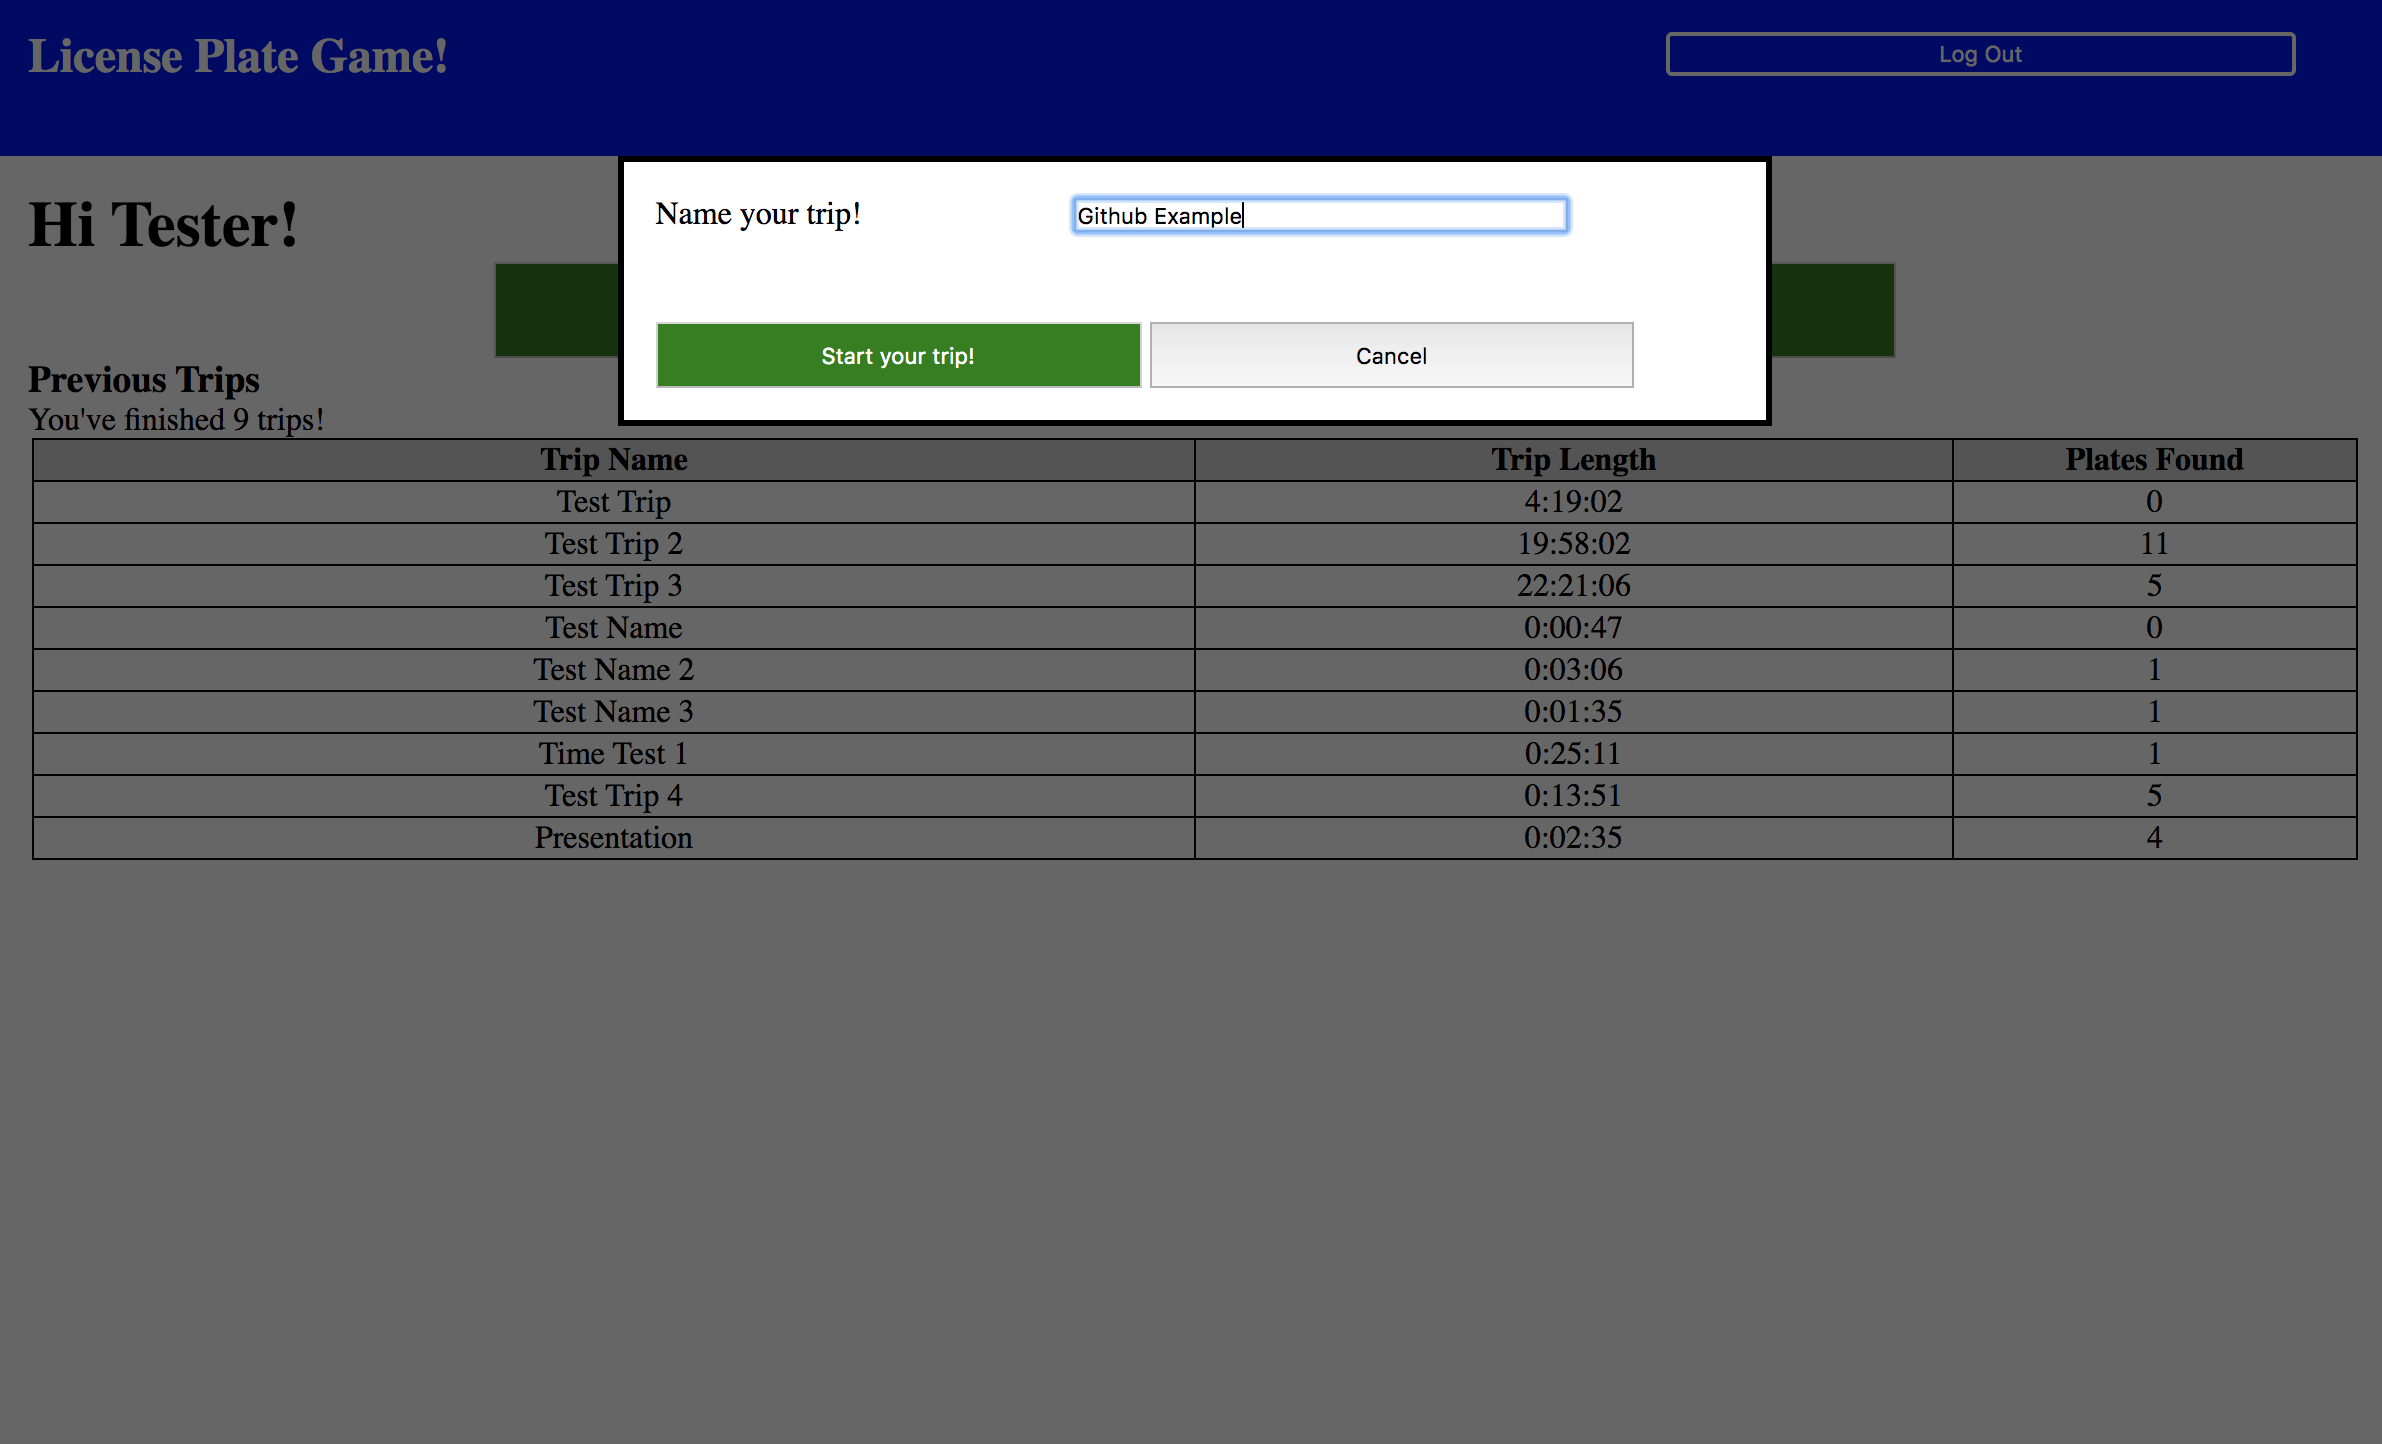 License Plate Game!
Log Out
Hi Tester!
Name your trip!
Github Example
Start your trip!
Cancel
Previous Trips
You've finished 9 trips!
Trip Name Trip Length Plates Found
Test Trip 4:19:02 0
Test Trip 2 19:58:02 11
Test Trip 3 22:21:06 5
Test Name 0:00:47 0
Test Name 2 0:03:06 1
Test Name 3 0:01:35 1
Time Test 1 0:25:11 1
Test Trip 4 0:13:51 5
Presentation 0:02:35 4